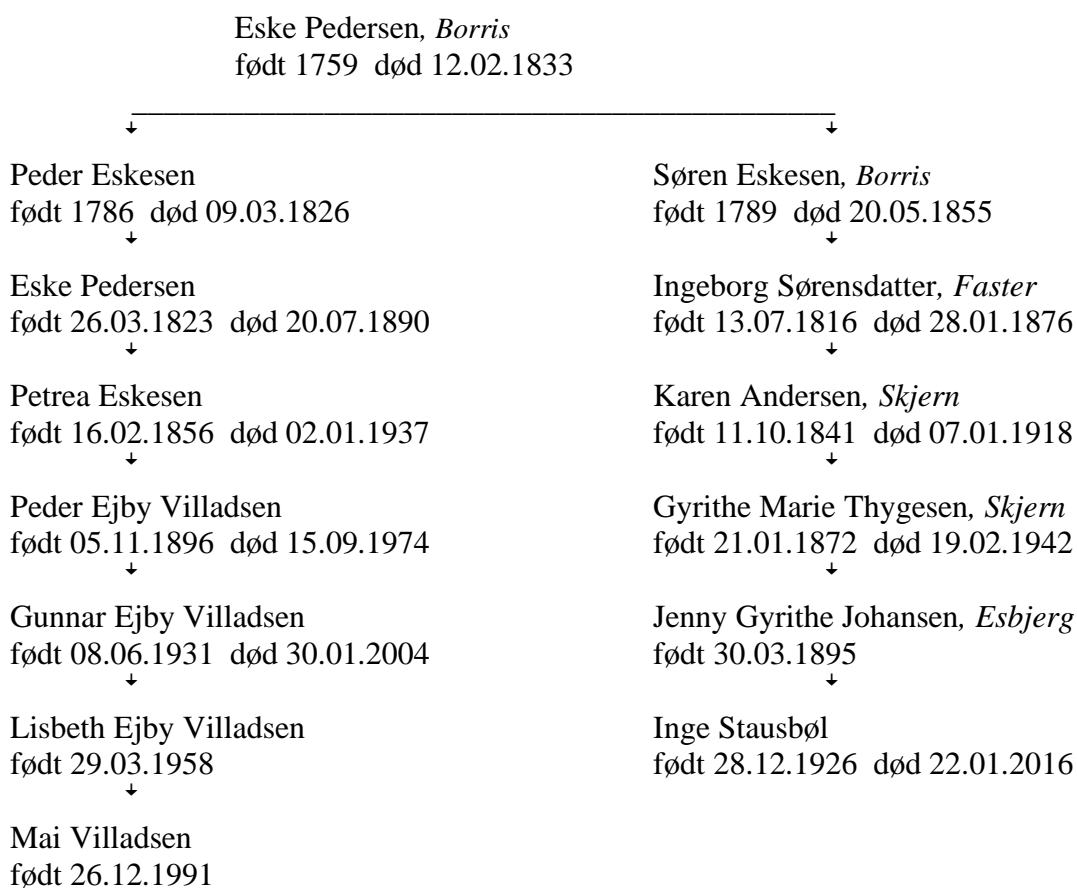 Eske Pedersen, Borris
født 1759 død 12.02.1833
Peder Eskesen
født 1786 død 09.03.1826
Eske Pedersen
født 26.03.1823 død 20.07.1890
Petrea Eskesen
født 16.02.1856 død 02.01.1937
Peder Ejby Villadsen
født 05.11.1896 død 15.09.1974
Gunnar Ejby Villadsen
født 08.06.1931 død 30.01.2004
Lisbeth Ejby Villadsen
født 29.03.1958
Mai Villadsen
født 26.12.1991
Søren Eskesen, Borris
født 1789 død 20.05.1855
Ingeborg Sørensdatter, Faster
født 13.07.1816 død 28.01.1876
Karen Andersen, Skjern
født 11.10.1841 død 07.01.1918
Gyrithe Marie Thygesen, Skjern
født 21.01.1872 død 19.02.1942
Jenny Gyrithe Johansen, Esbjerg
født 30.03.1895
Inge Stausbøl
født 28.12.1926 død 22.01.2016